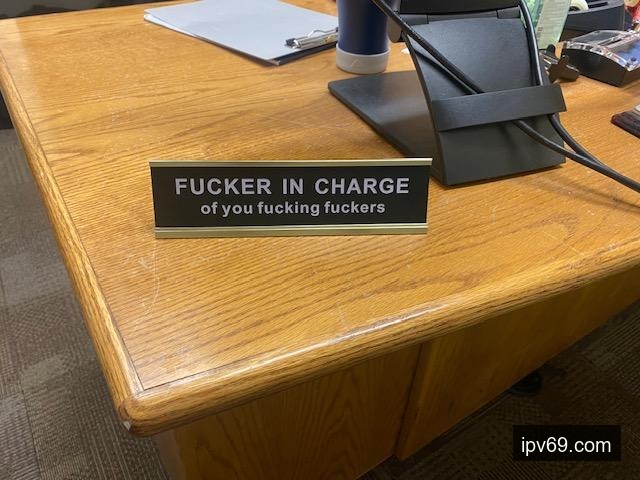 FUCKER IN CHARGE
of you fucking fuckers
ipv69.com